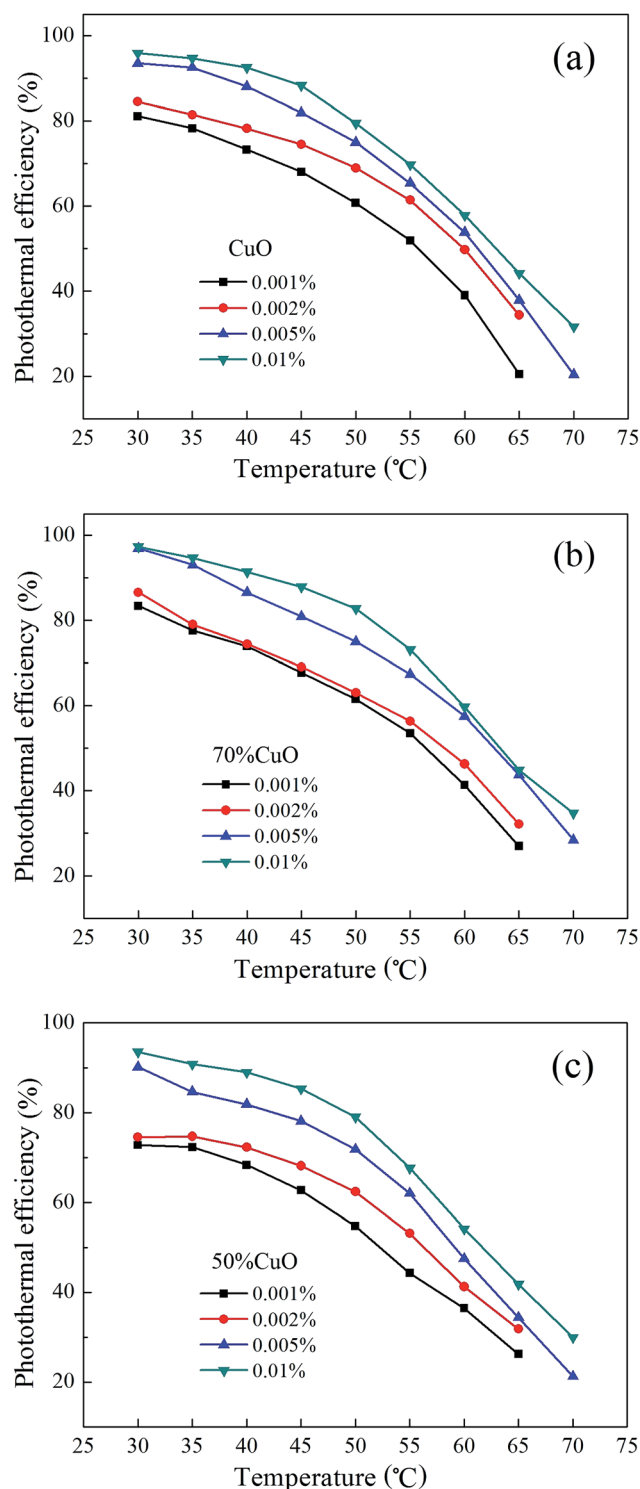 (a)
Photothermal efficiency (%)
100
80
60
40
20
CuO
0.001%
0.002%
0.005%
0.01%
25 30 35 40 45 50 55 60 65 70 75
Temperature (℃)
(b)
Photothermal efficiency (%)
100
80
60
40
20
70%CuO
0.001%
0.002%
0.005%
0.01%
25 30 35 40 45 50 55 60 65 70 75
Temperature (℃)
(c)
Photothermal efficiency (%)
100
80
60
40
20
50%CuO
0.001%
0.002%
0.005%
0.01%
25 30 35 40 45 50 55 60 65 70 75
Temperature (℃)